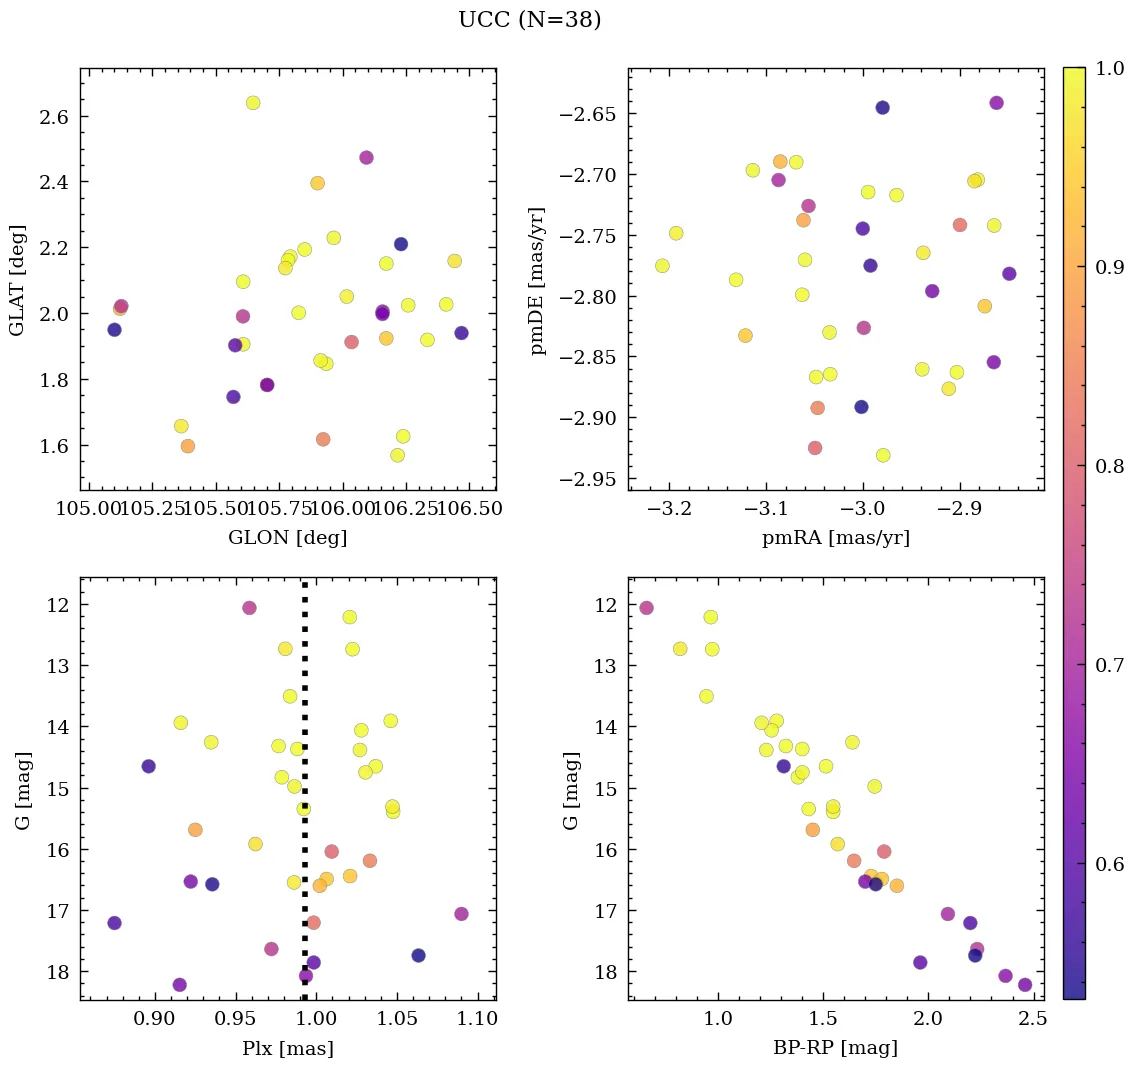 UCC (N=38)
2.6
2.4
2.2
2.0
1.8
1.6
GLAT [deg]
105.00 105.25 105.50 105.75 106.00 106.25 106.50
GLON [deg]
−2.65
−2.70
−2.75
−2.80
−2.85
−2.90
−2.95
pmDE [mas/yr]
−3.2 −3.1 −3.0 −2.9
pmRA [mas/yr]
12
13
14
15
16
17
18
G [mag]
0.90 0.95 1.00 1.05 1.10
Plx [mas]
12
13
14
15
16
17
18
G [mag]
1.0 1.5 2.0 2.5
BP-RP [mag]
1.0
0.9
0.8
0.7
0.6